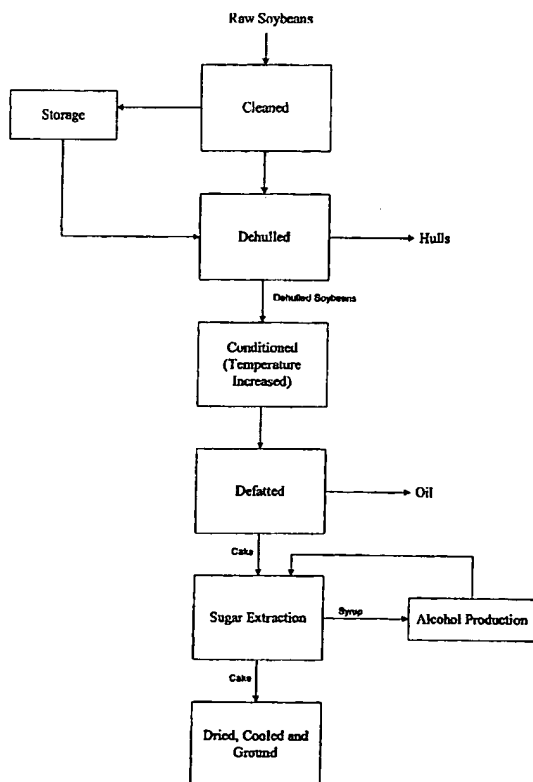 Raw Soybeans
Cleaned
Storage
Dehulled
Hulls
Dehulled Soybeans
Conditioned
(Temperature
Increased)
Defatted
Oil
Cake
Sugar Extraction
Syrup
Alcohol Production
Cake
Dried, Cooled and
Ground